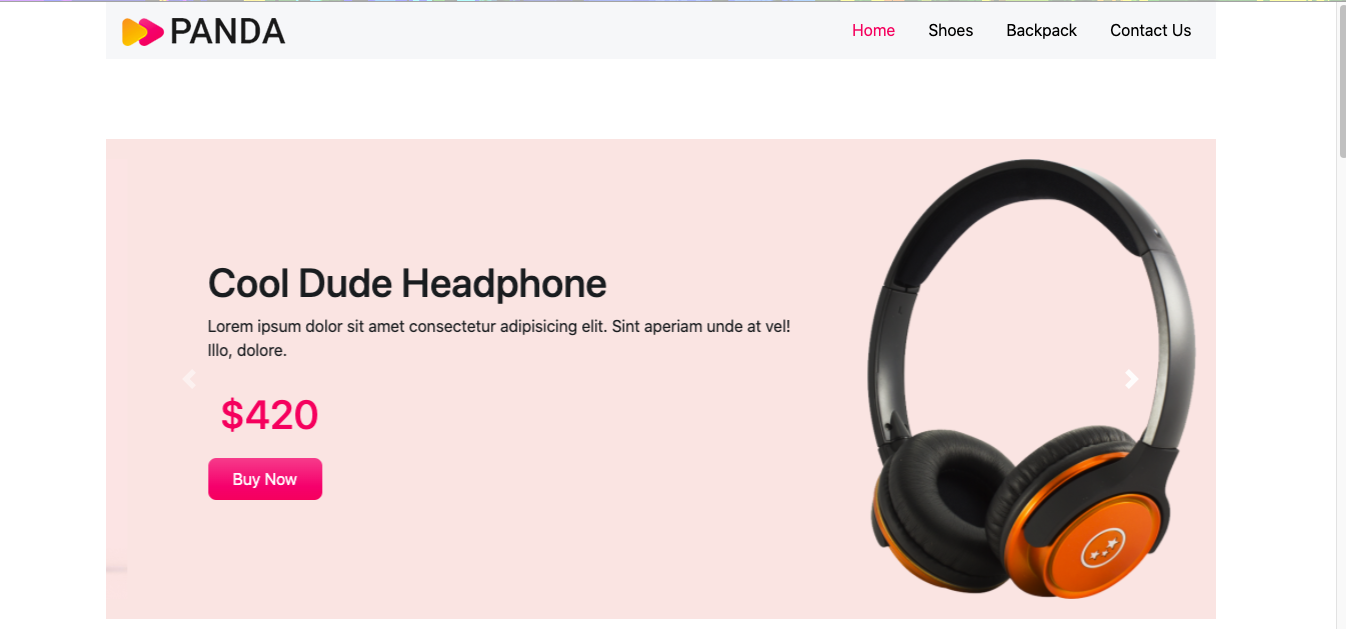 PANDA
Home Shoes Backpack Contact Us
Cool Dude Headphone
Lorem ipsum dolor sit amet consectetur adipisicing elit. Sint aperiam unde at vel!
Illo, dolore.
$420
Buy Now